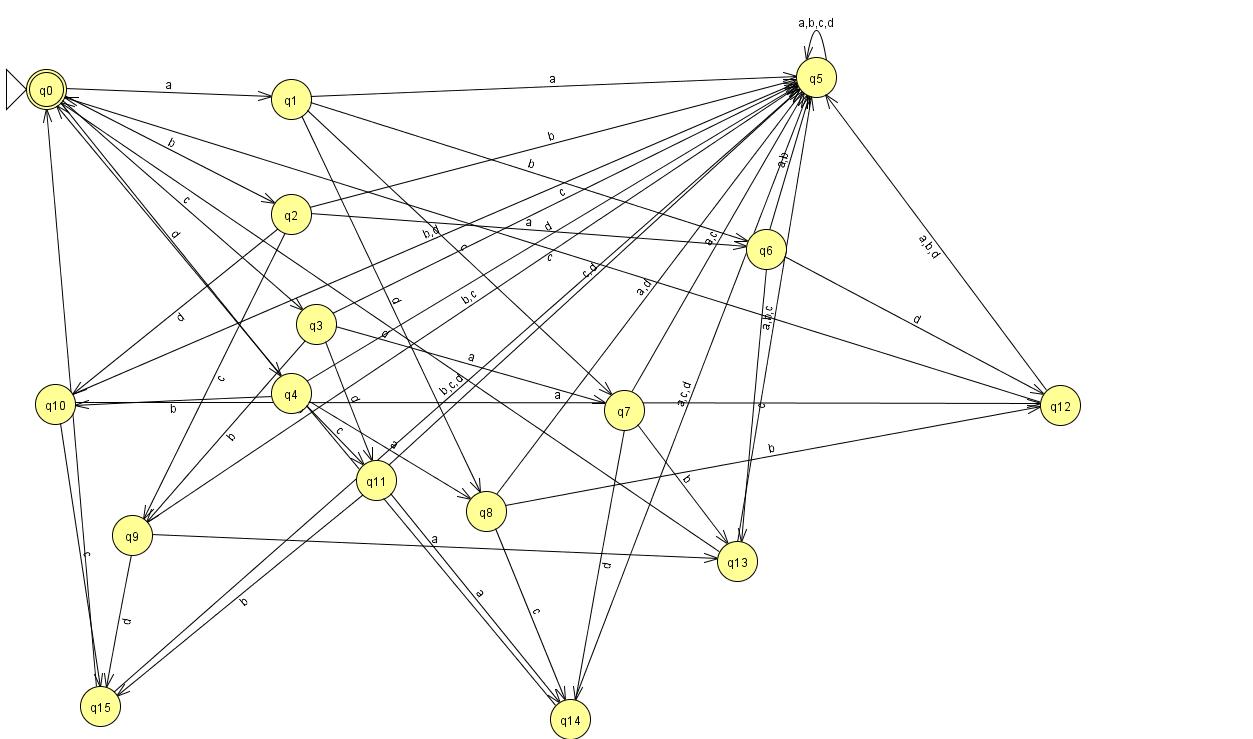 a,b,c,d
q5
a
q0
a
q1
b
b
a,b
b
c
c
q2
a
d
b,d
d
c
a,c
a,b,d
q6
c
c,d
a,d
b,c
d
d
a,b,c
q3
d
d
a
c
b,c,d
a
a,c,d
q4
q10
b
d
c
q7
q12
c
b
a
b
q11
b
q8
q9
a
c
q13
d
d
a
b
c
q15
q14